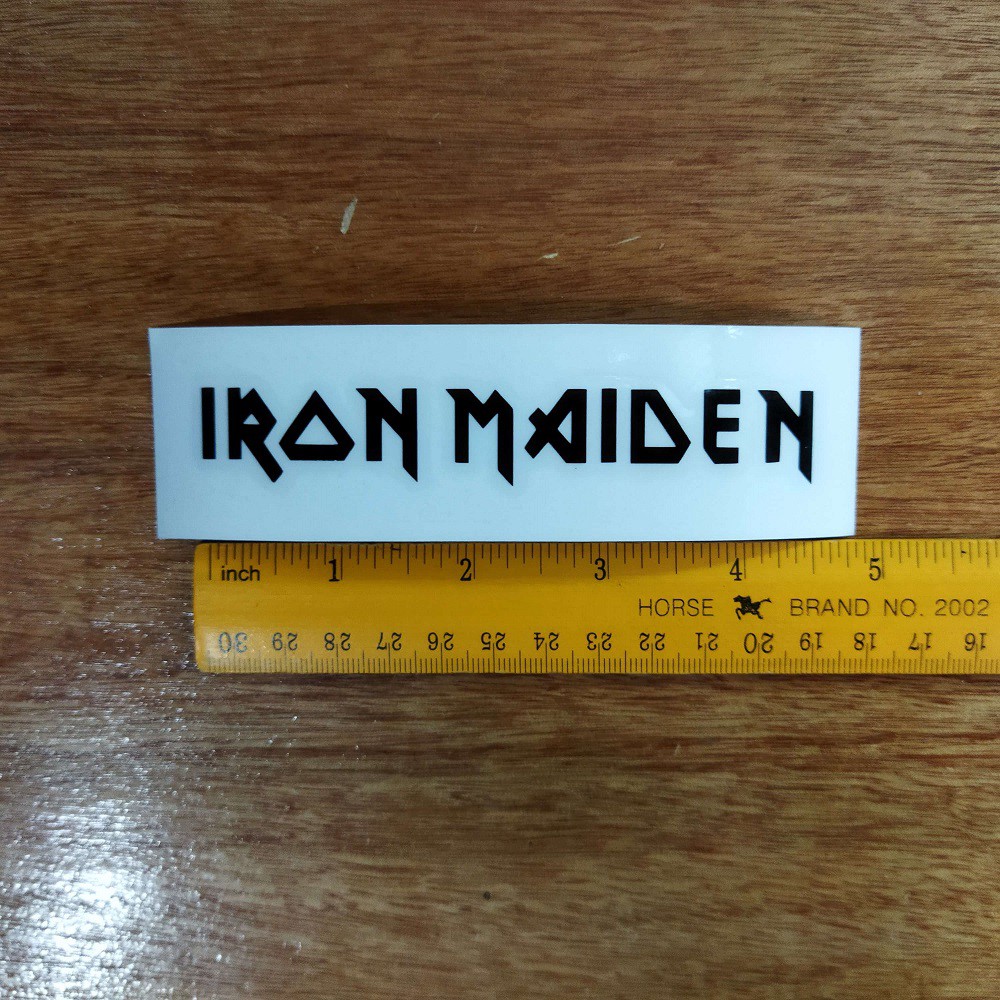 IRON MAIDEN
inch 1 2 3 4 5
HORSE BRAND NO. 2002
30 29 28 27 26 25 24 23 22 21 20 19 18 17 16